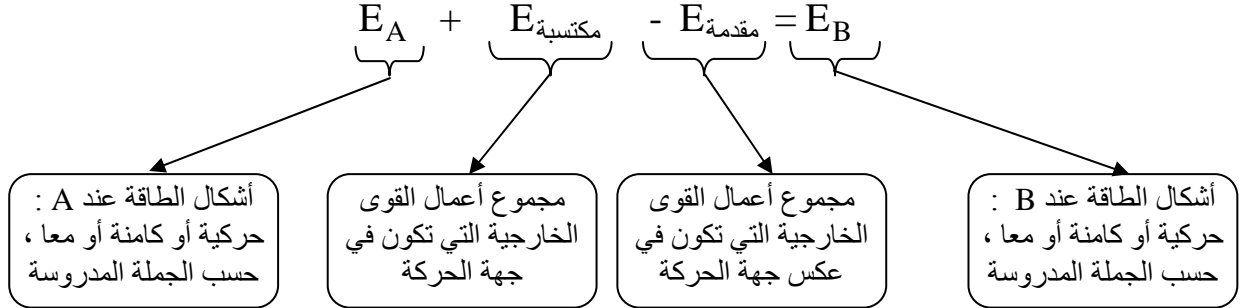 E_A + E_مكتسبة - E_مقدمة = E_B
أشكال الطاقة عند A :
حركية أو كامنة أو معا ،
حسب الجملة المدروسة
مجموع أعمال القوى
الخارجية التي تكون في
جهة الحركة
مجموع أعمال القوى
الخارجية التي تكون في
عكس جهة الحركة
أشكال الطاقة عند B :
حركية أو كامنة أو معا ،
حسب الجملة المدروسة